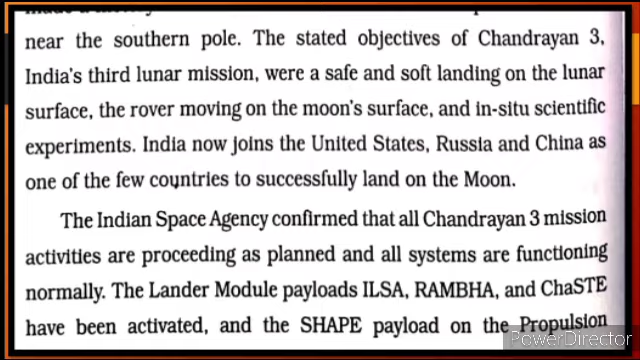 near the southern pole. The stated objectives of Chandrayan 3,
India's third lunar mission, were a safe and soft landing on the lunar
surface, the rover moving on the moon's surface, and in-situ scientific
experiments. India now joins the United States, Russia and China as
one of the few countries to successfully land on the Moon.
The Indian Space Agency confirmed that all Chandrayan 3 mission
activities are proceeding as planned and all systems are functioning
normally. The Lander Module payloads ILSA, RAMBHA, and ChaSTE
have been activated, and the SHAPE payload on the Propulsion
PowerDirector